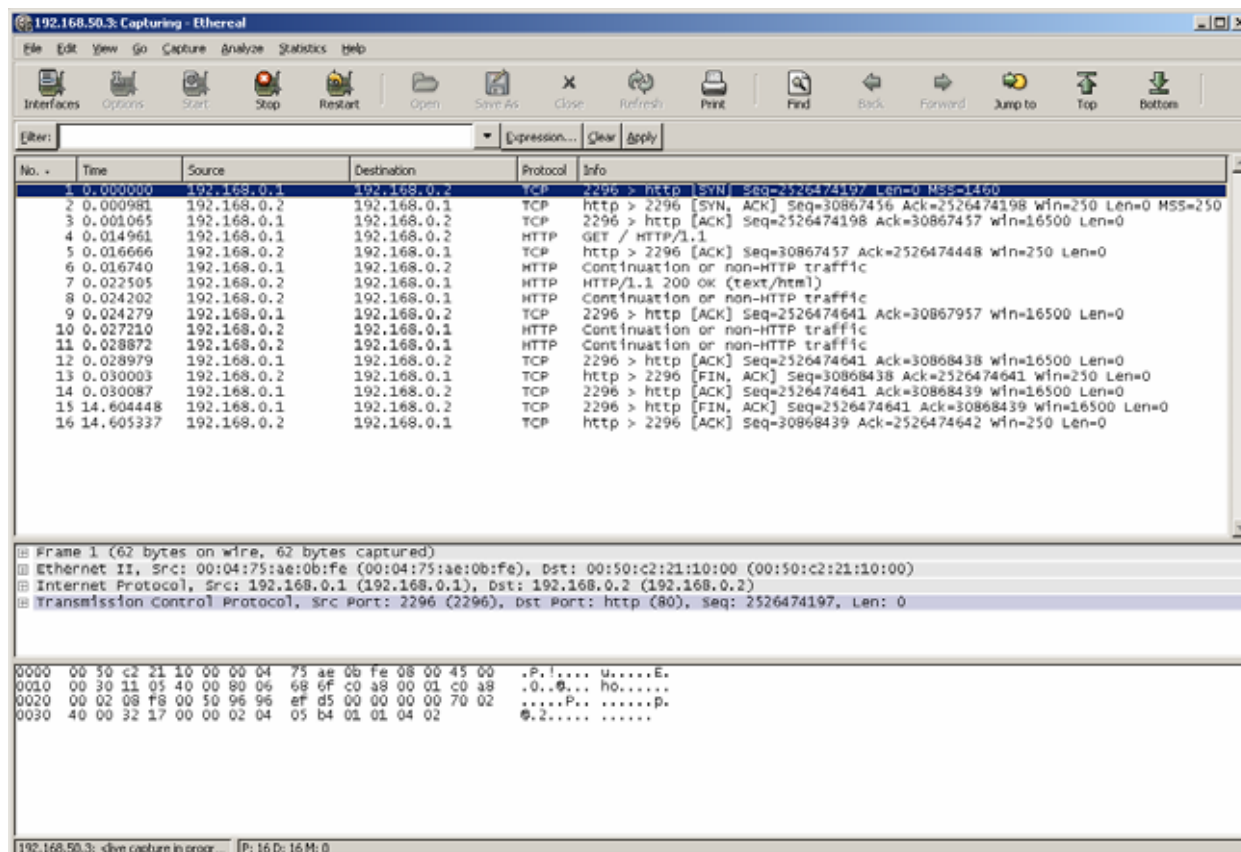 192.168.50.3: Capturing - Ethereal
File Edit View Go Capture Analyze Statistics Help
Interfaces Options Start Stop Restart Open Save As Close Refresh Print Find Back Forward Jump to Top Bottom
Filter: Expression... Clear Apply
No. Time Source Destination Protocol Info
1 0.000000 192.168.0.1 192.168.0.2 TCP 2296 > http [SYN] Seq=2526474197 Len=0 MSS=1460
2 0.000981 192.168.0.2 192.168.0.1 TCP http > 2296 [SYN, ACK] Seq=30867456 Ack=2526474198 Win=250 Len=0 MSS=250
3 0.001065 192.168.0.1 192.168.0.2 TCP 2296 > http [ACK] Seq=2526474198 Ack=30867457 Win=16500 Len=0
4 0.014961 192.168.0.1 192.168.0.2 HTTP GET / HTTP/1.1
5 0.016666 192.168.0.2 192.168.0.1 TCP http > 2296 [ACK] Seq=30867457 Ack=2526474448 Win=250 Len=0
6 0.016740 192.168.0.1 192.168.0.2 HTTP Continuation or non-HTTP traffic
7 0.022505 192.168.0.2 192.168.0.1 HTTP HTTP/1.1 200 OK (text/html)
8 0.024202 192.168.0.2 192.168.0.1 HTTP Continuation or non-HTTP traffic
9 0.024279 192.168.0.1 192.168.0.2 TCP 2296 > http [ACK] Seq=2526474641 Ack=30867957 Win=16500 Len=0
10 0.027210 192.168.0.2 192.168.0.1 HTTP Continuation or non-HTTP traffic
11 0.028872 192.168.0.2 192.168.0.1 HTTP Continuation or non-HTTP traffic
12 0.028979 192.168.0.1 192.168.0.2 TCP 2296 > http [ACK] Seq=2526474641 Ack=30868438 Win=16500 Len=0
13 0.030003 192.168.0.2 192.168.0.1 TCP http > 2296 [FIN, ACK] Seq=30868438 Ack=2526474641 Win=250 Len=0
14 0.030087 192.168.0.1 192.168.0.2 TCP 2296 > http [ACK] Seq=2526474641 Ack=30868439 Win=16500 Len=0
15 14.604448 192.168.0.1 192.168.0.2 TCP 2296 > http [FIN, ACK] Seq=2526474641 Ack=30868439 Win=16500 Len=0
16 14.605337 192.168.0.2 192.168.0.1 TCP http > 2296 [ACK] Seq=30868439 Ack=2526474642 Win=250 Len=0
Frame 1 (62 bytes on wire, 62 bytes captured)
Ethernet II, Src: 00:04:75:ae:0b:fe (00:04:75:ae:0b:fe), Dst: 00:50:c2:21:10:00 (00:50:c2:21:10:00)
Internet Protocol, Src: 192.168.0.1 (192.168.0.1), Dst: 192.168.0.2 (192.168.0.2)
Transmission Control Protocol, Src Port: 2296 (2296), Dst Port: http (80), Seq: 2526474197, Len: 0
0000 00 50 c2 21 10 00 00 04 75 ae 0b fe 08 00 45 00 .P.!.... u.....E.
0010 00 30 11 05 40 00 80 06 68 6f c0 a8 00 01 c0 a8 .0..@... ho......
0020 00 02 08 f8 00 50 96 96 ef d5 00 00 00 00 70 02 .....P.. ......p.
0030 40 00 32 17 00 00 02 04 05 b4 01 01 04 02 @.2..... ......
192.168.50.3: <live capture in progr... P: 16 D: 16 M: 0